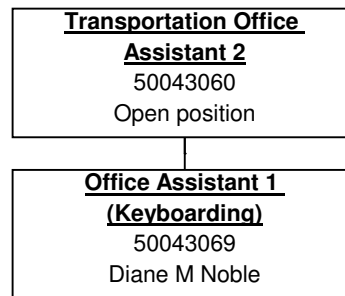 Transportation Office
Assistant 2
50043060
Open position
Office Assistant 1
(Keyboarding)
50043069
Diane M Noble